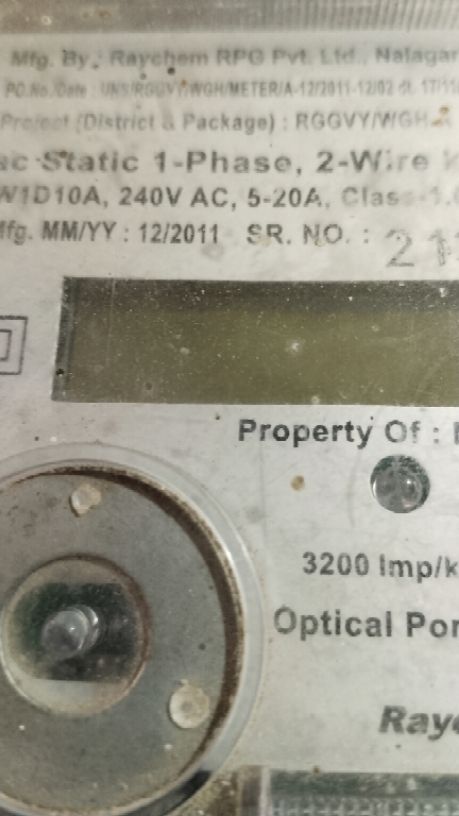 Mfg. By. Raychem RPG Pvt. Ltd., Nalagar
Project (District & Package) : RGGVY/WGH
ac Static 1-Phase, 2-Wire
W1D10A, 240V AC, 5-20A, Class-1.0
Mfg. MM/YY : 12/2011 SR. NO. : 21
Property Of :
3200 Imp/k
Optical Por
Rayc